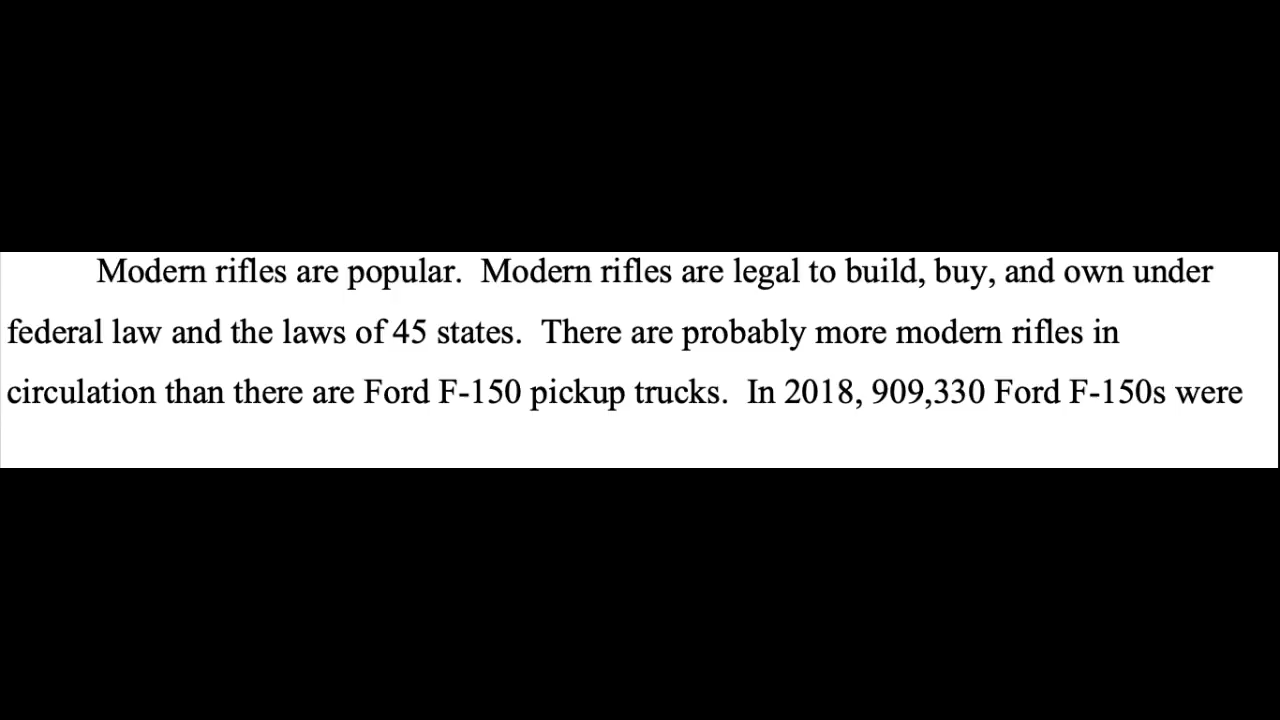 Modern rifles are popular.  Modern rifles are legal to build, buy, and own under
federal law and the laws of 45 states.  There are probably more modern rifles in
circulation than there are Ford F-150 pickup trucks.  In 2018, 909,330 Ford F-150s were